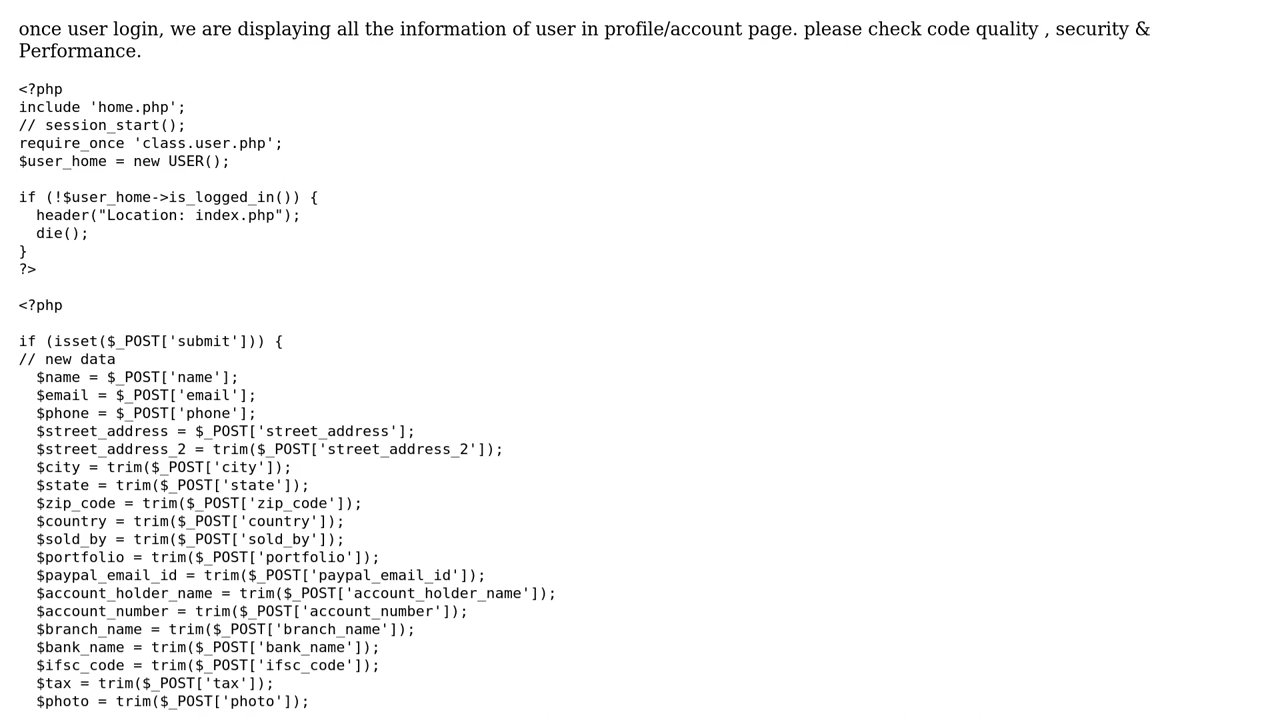 once user login, we are displaying all the information of user in profile/account page. please check code quality , security &
Performance.
<?php
include 'home.php';
// session_start();
require_once 'class.user.php';
$user_home = new USER();
if (!$user_home->is_logged_in()) {
  header("Location: index.php");
  die();
}
?>
<?php
if (isset($_POST['submit'])) {
// new data
  $name = $_POST['name'];
  $email = $_POST['email'];
  $phone = $_POST['phone'];
  $street_address = $_POST['street_address'];
  $street_address_2 = trim($_POST['street_address_2']);
  $city = trim($_POST['city']);
  $state = trim($_POST['state']);
  $zip_code = trim($_POST['zip_code']);
  $country = trim($_POST['country']);
  $sold_by = trim($_POST['sold_by']);
  $portfolio = trim($_POST['portfolio']);
  $paypal_email_id = trim($_POST['paypal_email_id']);
  $account_holder_name = trim($_POST['account_holder_name']);
  $account_number = trim($_POST['account_number']);
  $branch_name = trim($_POST['branch_name']);
  $bank_name = trim($_POST['bank_name']);
  $ifsc_code = trim($_POST['ifsc_code']);
  $tax = trim($_POST['tax']);
  $photo = trim($_POST['photo']);